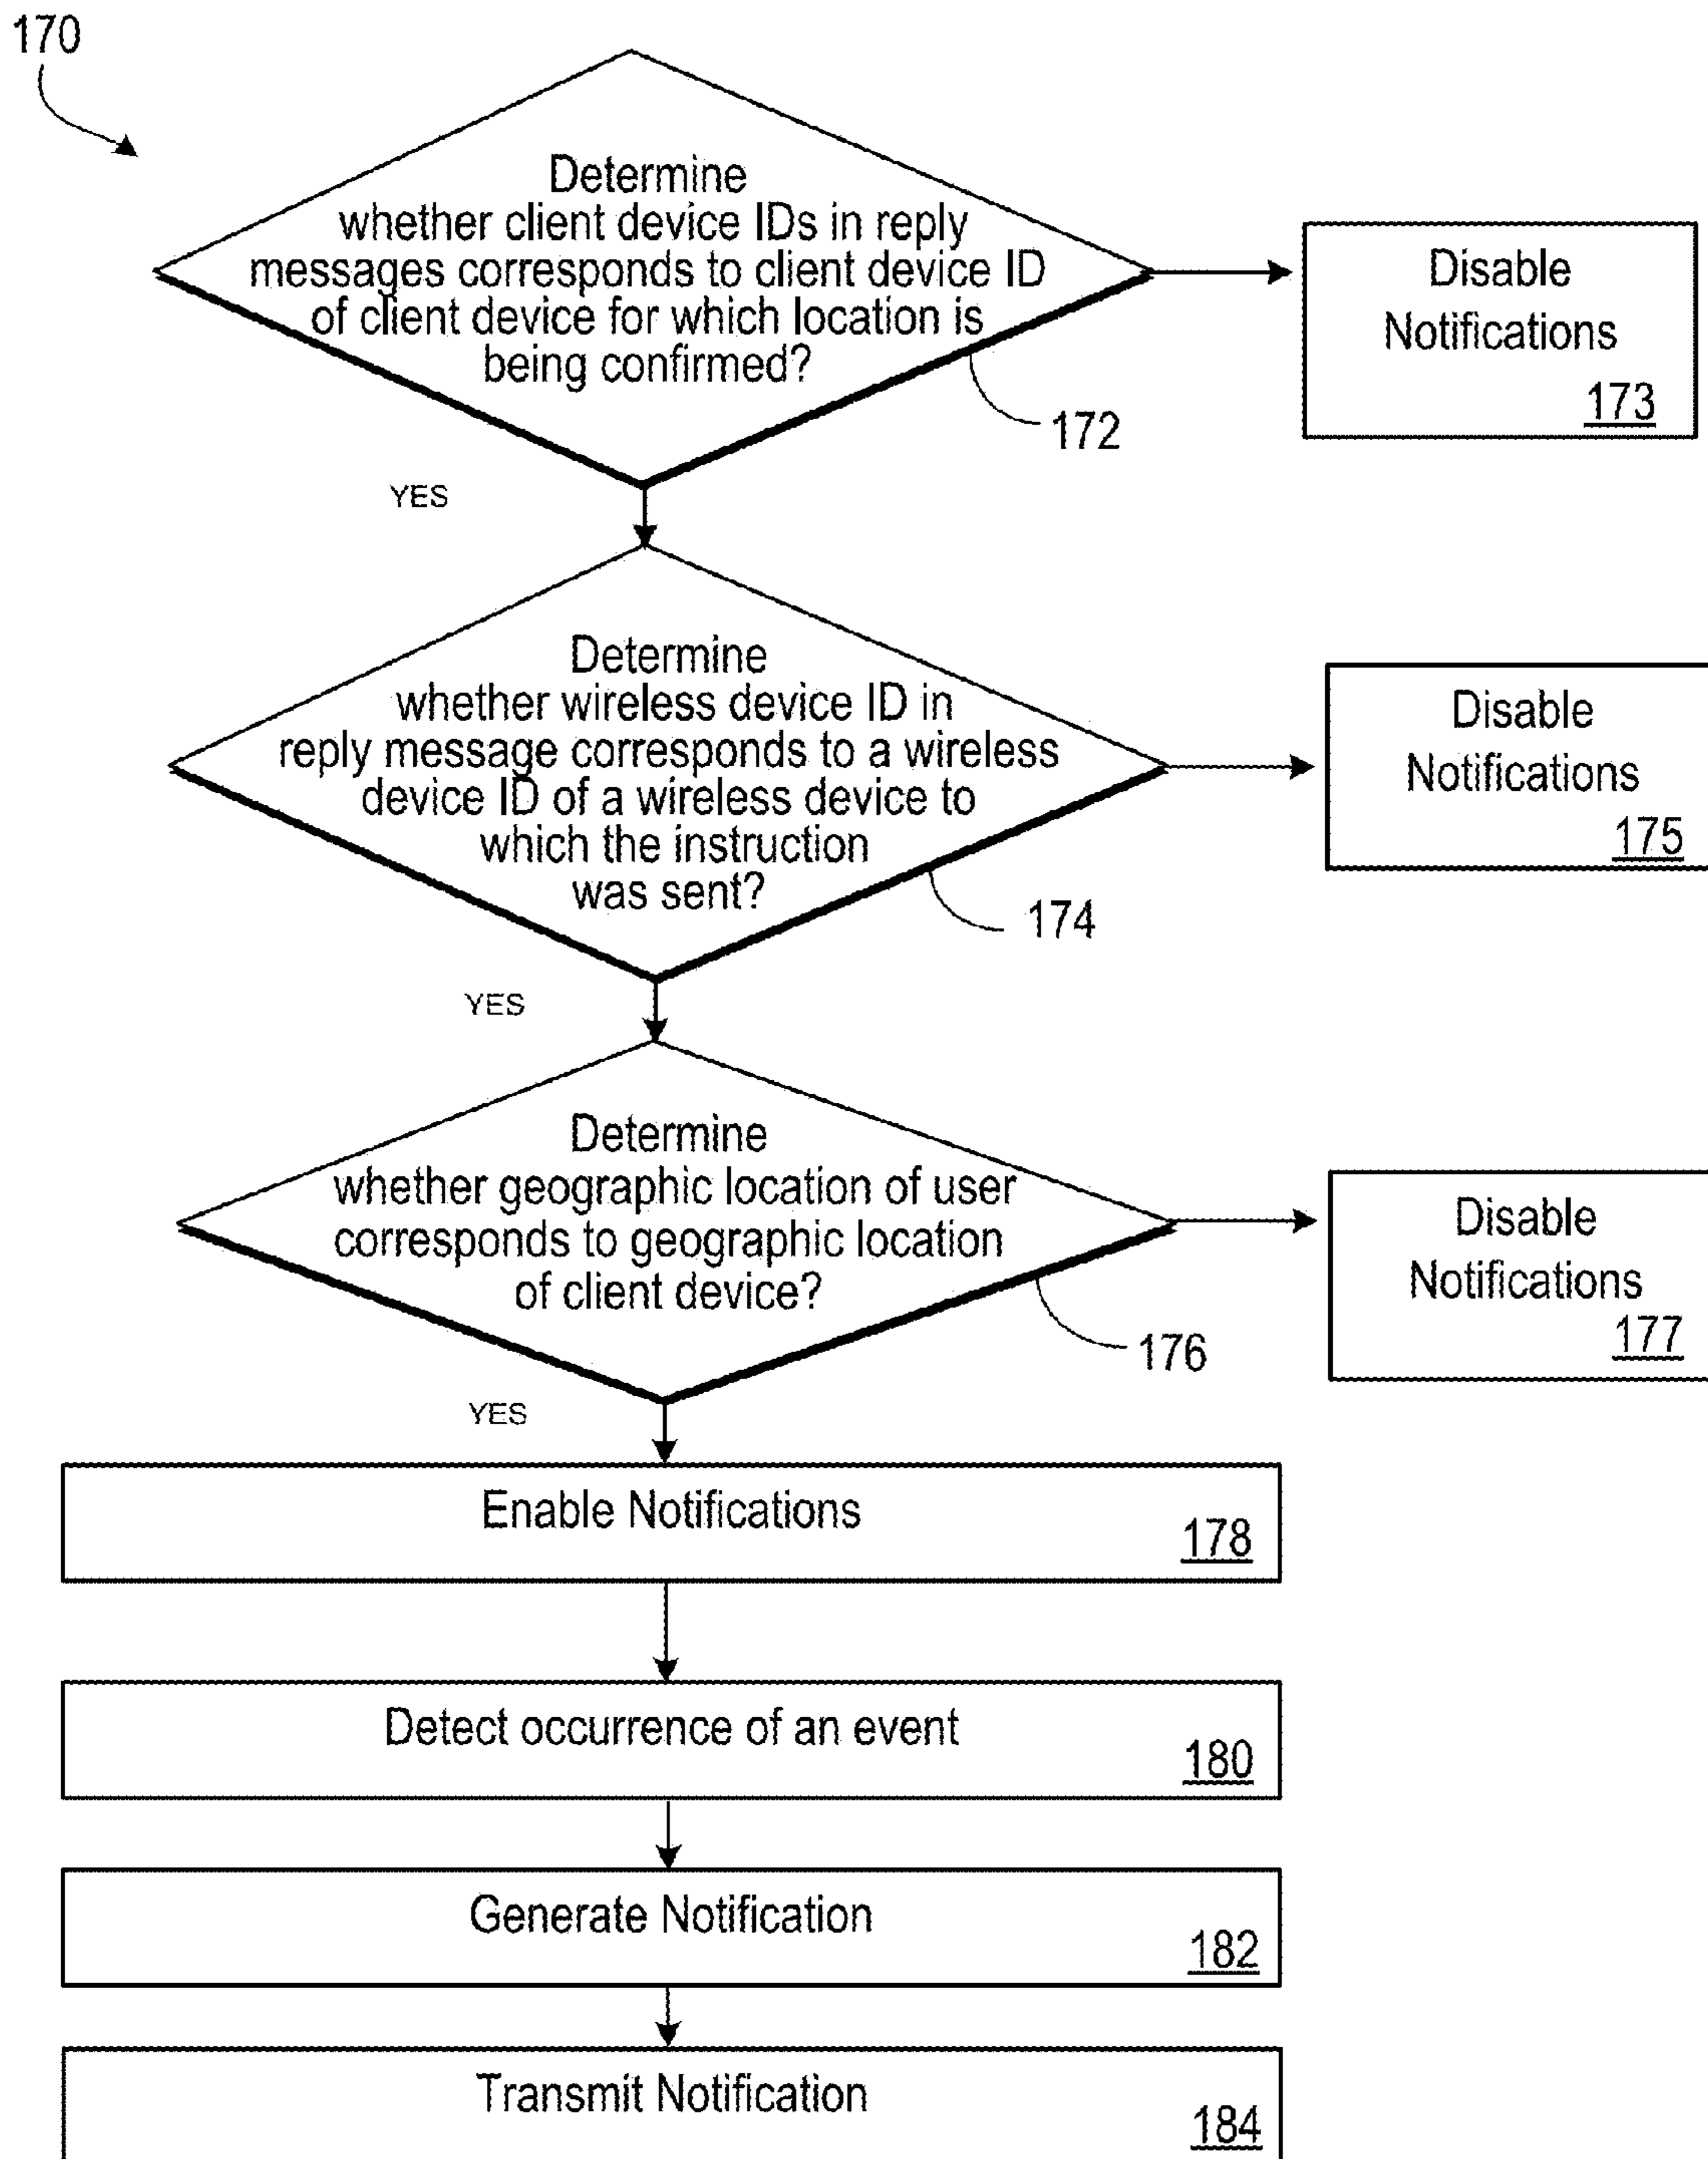 170
Determine
whether client device IDs in reply
messages corresponds to client device ID
of client device for which location is
being confirmed?
172
Disable
Notifications
173
YES
Determine
whether wireless device ID in
reply message corresponds to a wireless
device ID of a wireless device to
which the instruction
was sent?
174
Disable
Notifications
175
YES
Determine
whether geographic location of user
corresponds to geographic location
of client device?
176
Disable
Notifications
177
YES
Enable Notifications
178
Detect occurrence of an event
180
Generate Notification
182
Transmit Notification
184